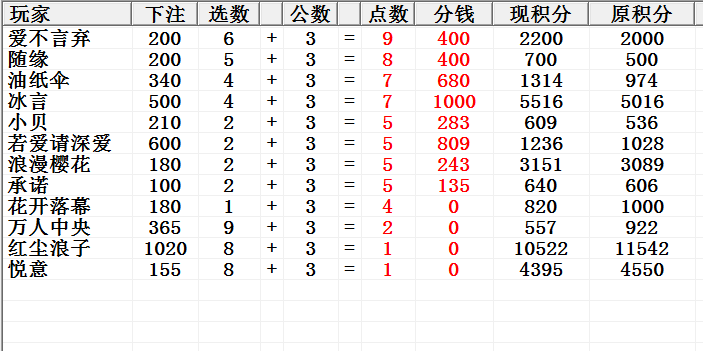 玩家 下注 选数 公数 点数 分钱 现积分 原积分
爱不言弃 200 6 + 3 = 9 400 2200 2000
随缘 200 5 + 3 = 8 400 700 500
油纸伞 340 4 + 3 = 7 680 1314 974
冰言 500 4 + 3 = 7 1000 5516 5016
小贝 210 2 + 3 = 5 283 609 536
若爱请深爱 600 2 + 3 = 5 809 1236 1028
浪漫樱花 180 2 + 3 = 5 243 3151 3089
承诺 100 2 + 3 = 5 135 640 606
花开落幕 180 1 + 3 = 4 0 820 1000
万人中央 365 9 + 3 = 2 0 557 922
红尘浪子 1020 8 + 3 = 1 0 10522 11542
悦意 155 8 + 3 = 1 0 4395 4550